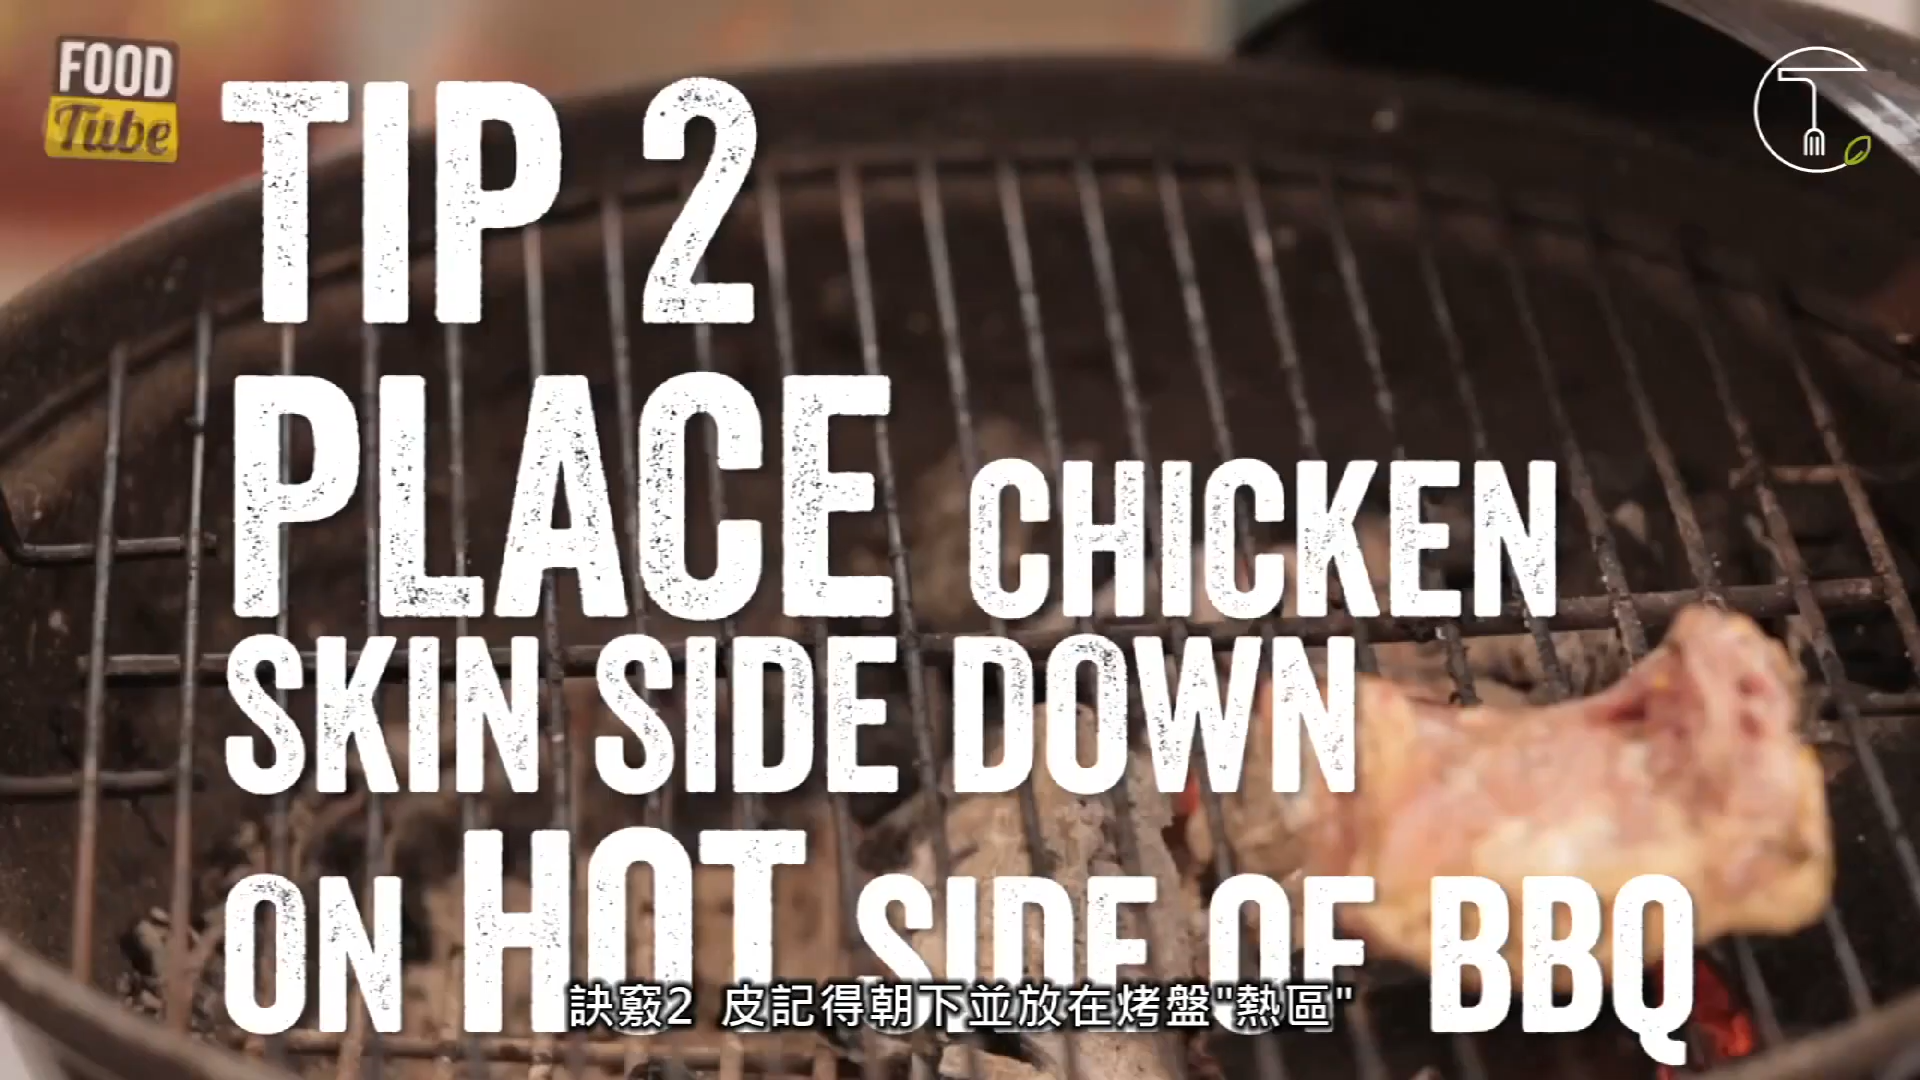 FOOD
Tube
TIP 2
PLACE CHICKEN
SKIN SIDE DOWN
ON HOT SIDE OF BBQ
訣竅2 皮記得朝下並放在烤盤"熱區"